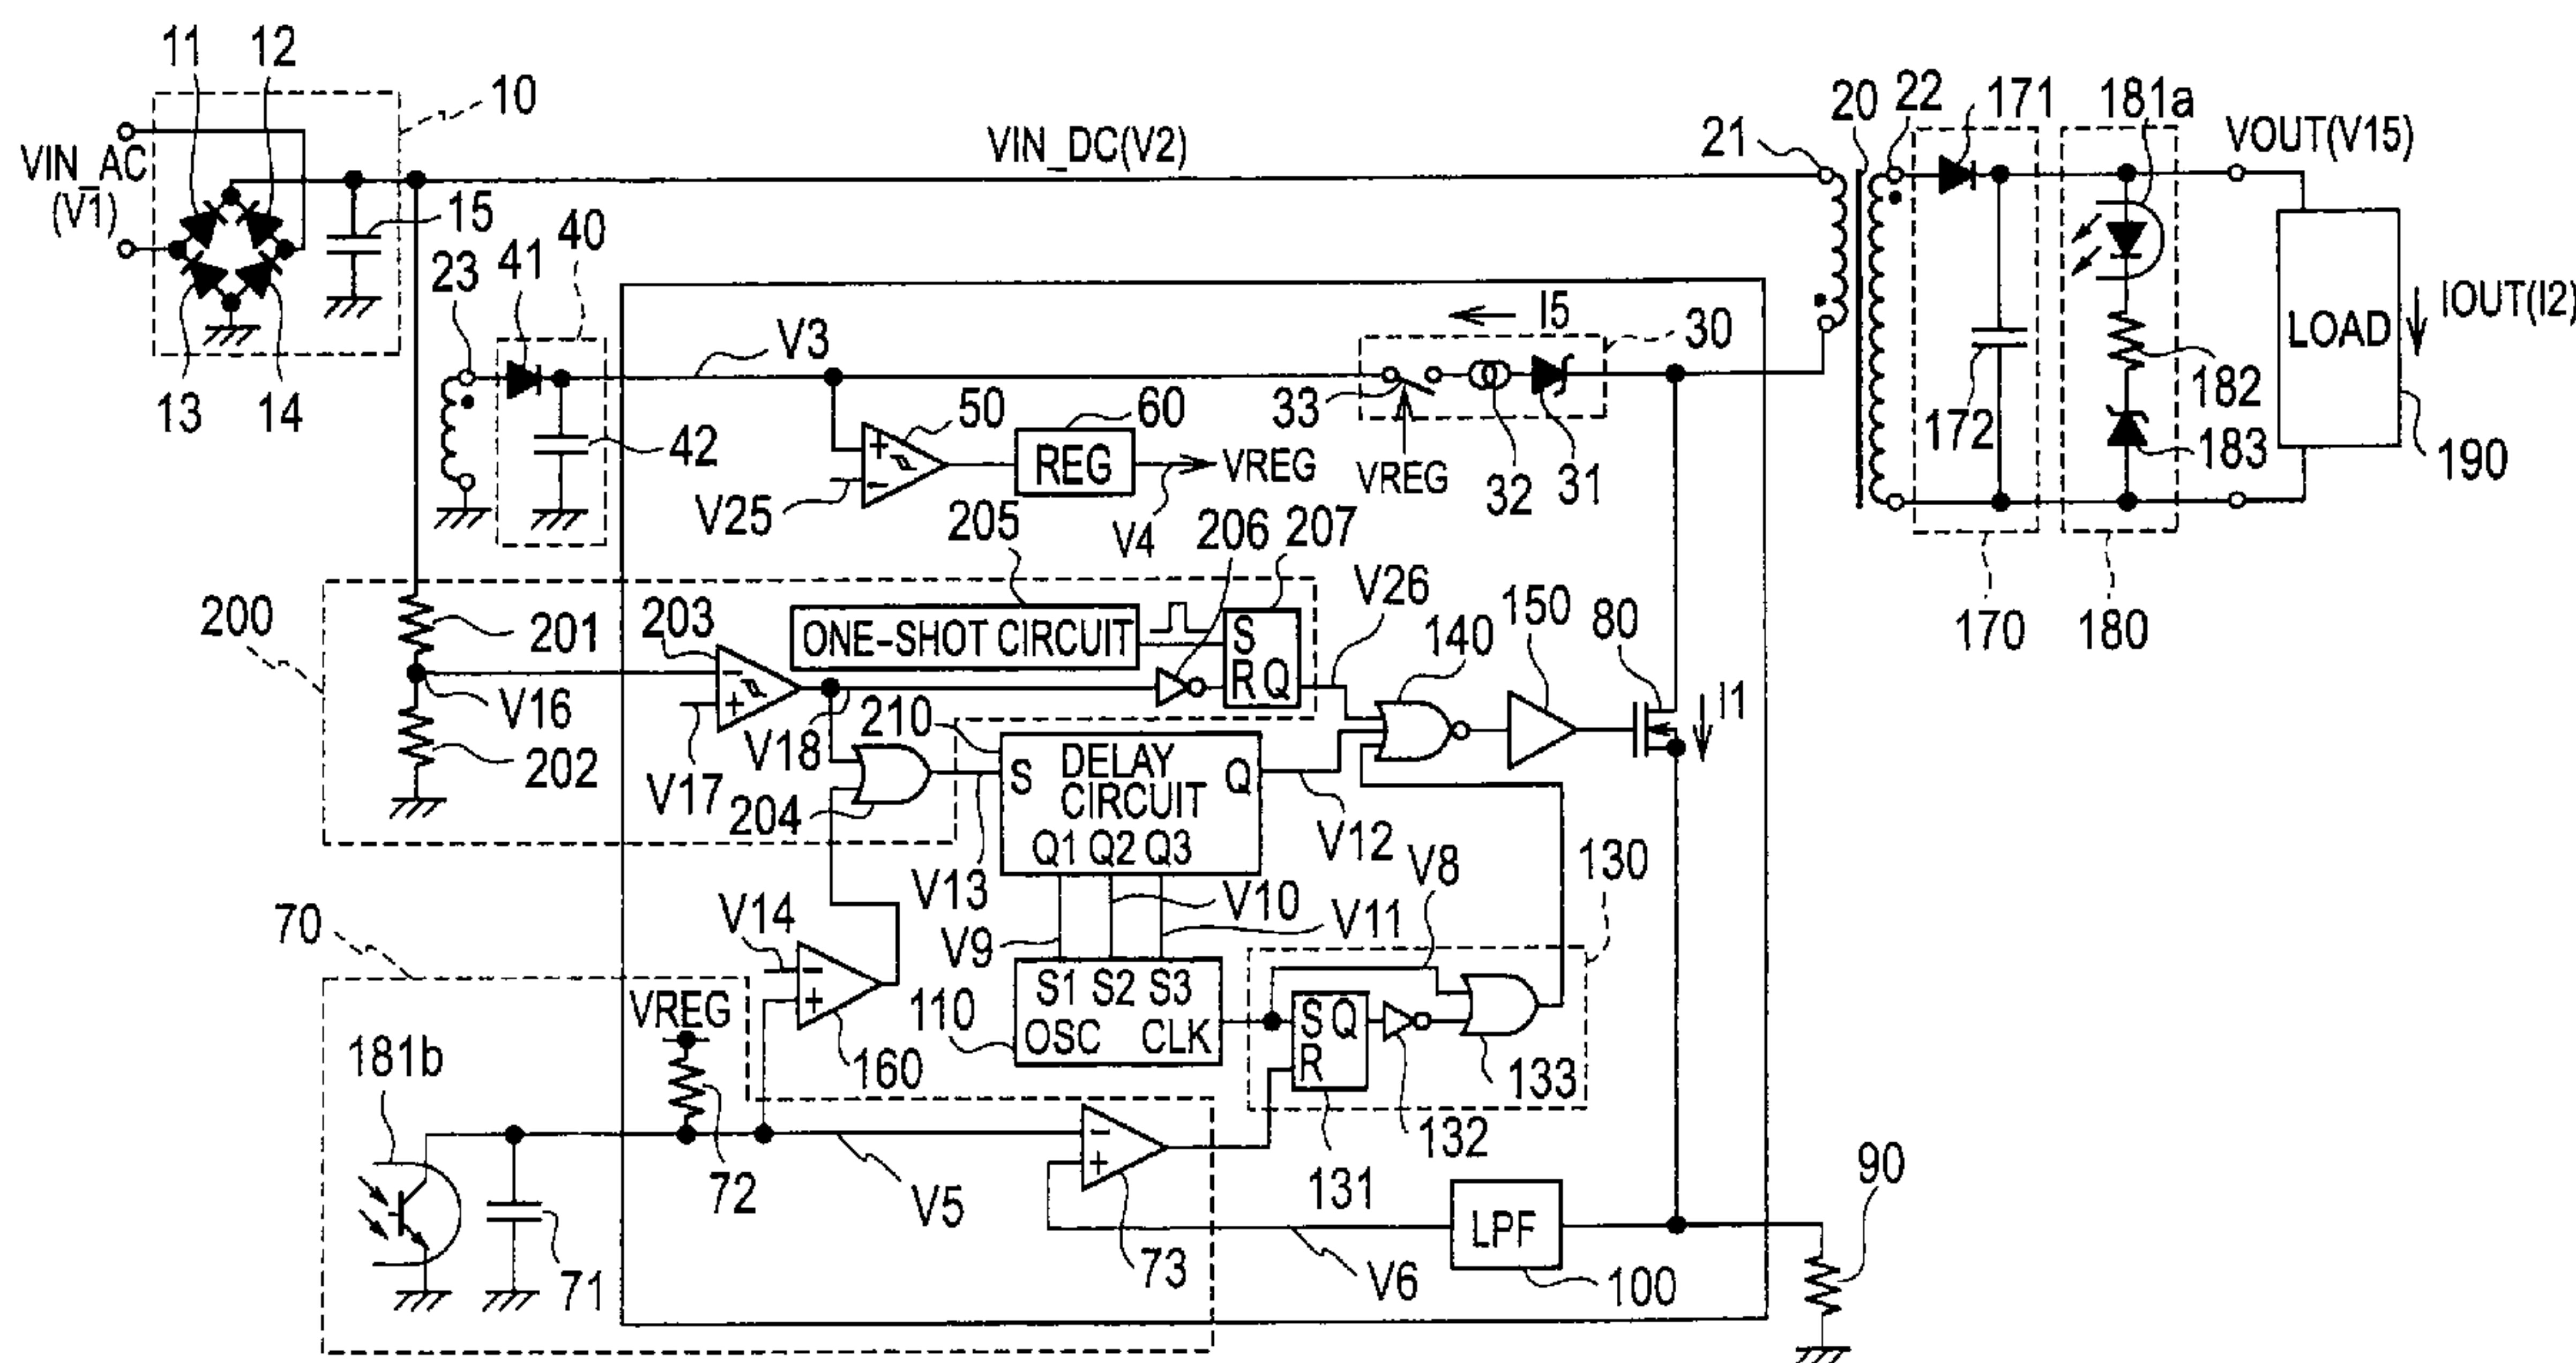 11
12
10
VIN_AC
(V1)
15
13
14
VIN_DC(V2)
21
20
22
171
181a
VOUT(V15)
LOAD
IOUT(I2)
172
182
183
190
170
180
23
41
40
42
V3
I5
30
33
32
31
VREG
50
60
REG
VREG
V25
V4
205
206
207
200
201
202
V16
203
ONE-SHOT CIRCUIT
S
R
Q
V26
140
150
80
I1
V17
V18
210
204
S
DELAY
CIRCUIT
Q
Q1
Q2
Q3
V12
V13
V9
V10
V11
V8
130
70
V14
160
110
S1
S2
S3
OSC
CLK
S
Q
R
131
132
133
VREG
181b
71
72
V5
73
V6
LPF
100
90